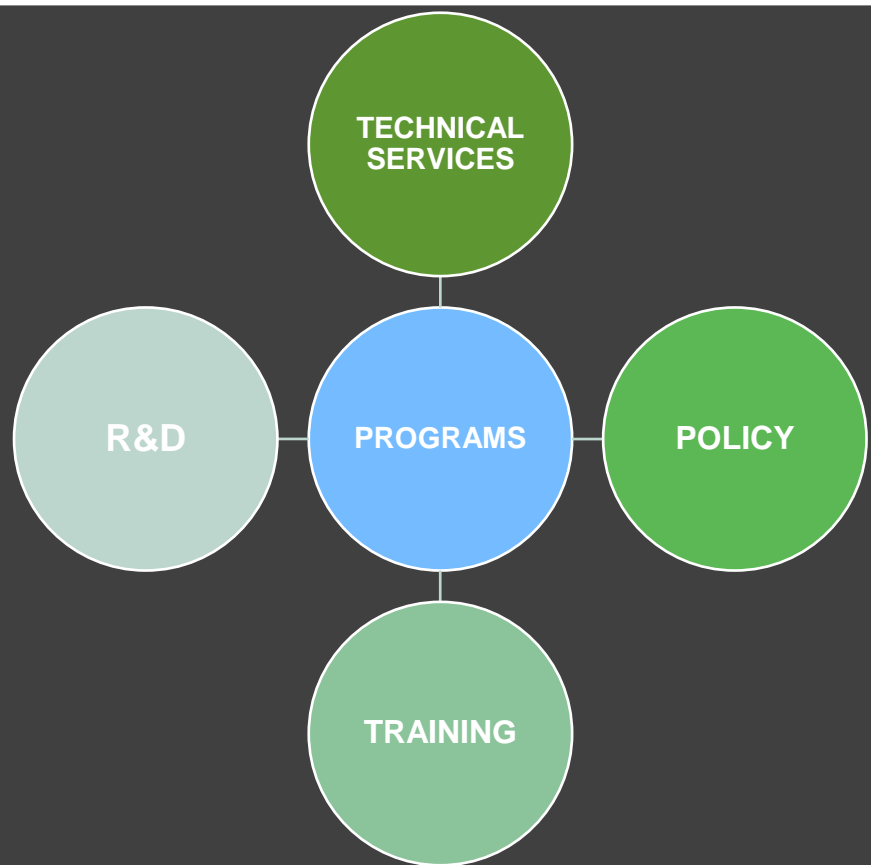 TECHNICAL
SERVICES
R&D
PROGRAMS
POLICY
TRAINING